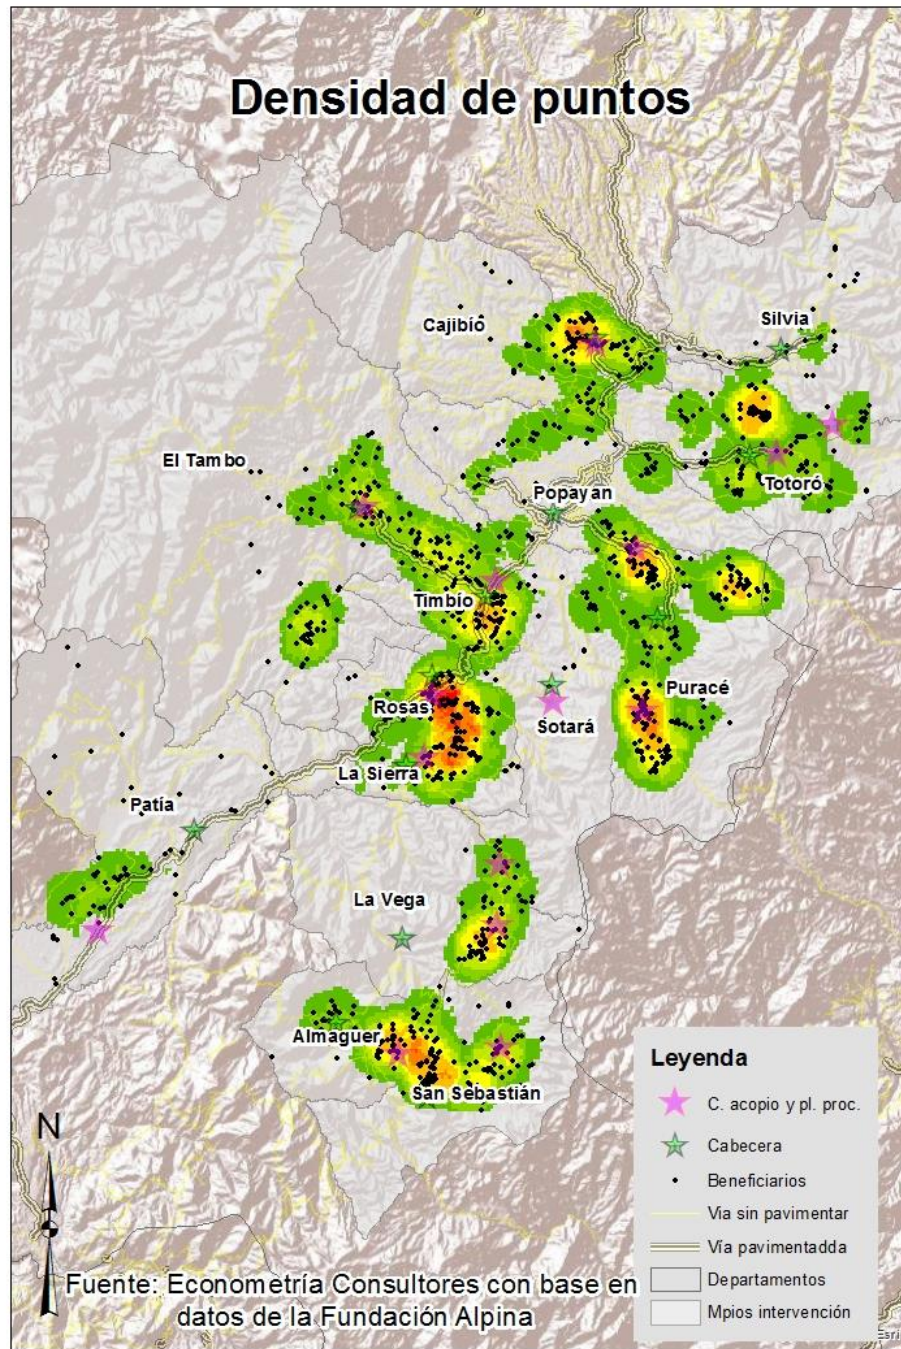 Densidad de puntos
Silvia
Cajibío
El Tambo
Totoró
Popayan
Timbío
Puracé
Rosas
Sotará
La Sierra
Patía
La Vega
Almaguer
San Sebastián
Leyenda
C. acopio y pl. proc.
Cabecera
Beneficiarios
Via sin pavimentar
Vía pavimentadda
Departamentos
Mpios intervención
N
Fuente: Econometría Consultores con base en
datos de la Fundación Alpina
Esri